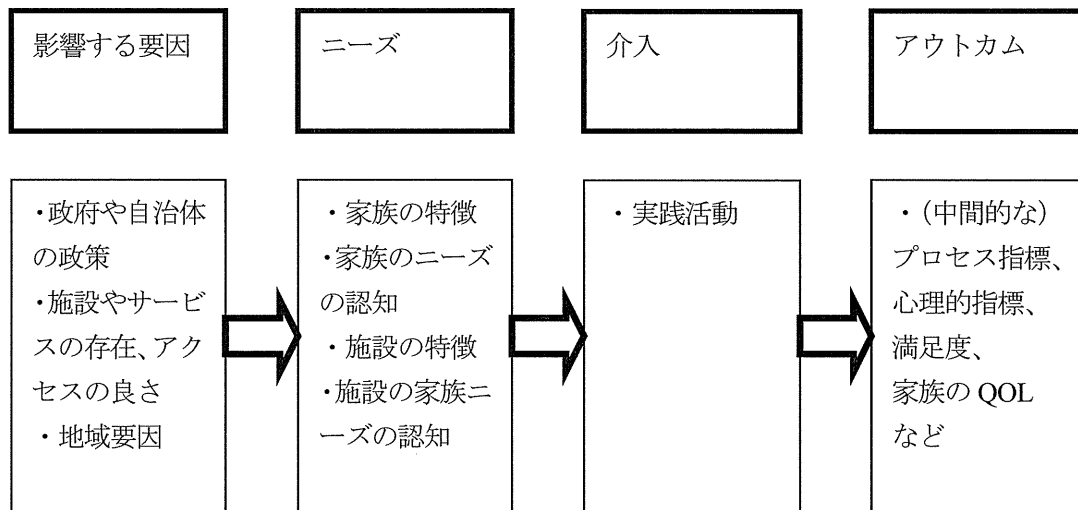 影響する要因
ニーズ
介入
アウトカム
・政府や自治体
の政策
・施設やサービ
スの存在、アク
セスの良さ
・地域要因
・家族の特徴
・家族のニーズ
の認知
・施設の特徴
・施設の家族ニ
ーズの認知
・実践活動
・（中間的な）
プロセス指標、
心理的指標、
満足度、
家族の QOL
など